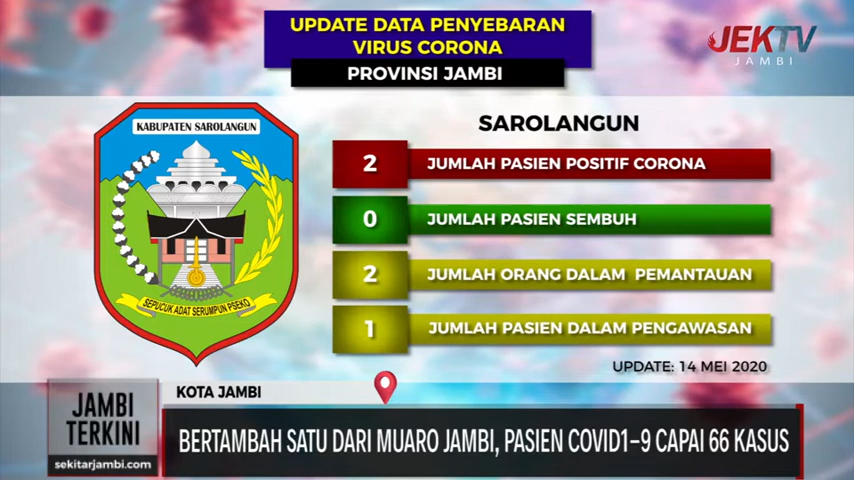 UPDATE DATA PENYEBARAN
VIRUS CORONA
PROVINSI JAMBI
JEKTV
JAMBI
KABUPATEN SAROLANGUN
SEPUCUK ADAT SERUMPUN PSEKO
SAROLANGUN
2 JUMLAH PASIEN POSITIF CORONA
0 JUMLAH PASIEN SEMBUH
2 JUMLAH ORANG DALAM PEMANTAUAN
1 JUMLAH PASIEN DALAM PENGAWASAN
UPDATE: 14 MEI 2020
JAMBI
TERKINI
sekitarjambi.com
KOTA JAMBI
BERTAMBAH SATU DARI MUARO JAMBI, PASIEN COVID1-9 CAPAI 66 KASUS